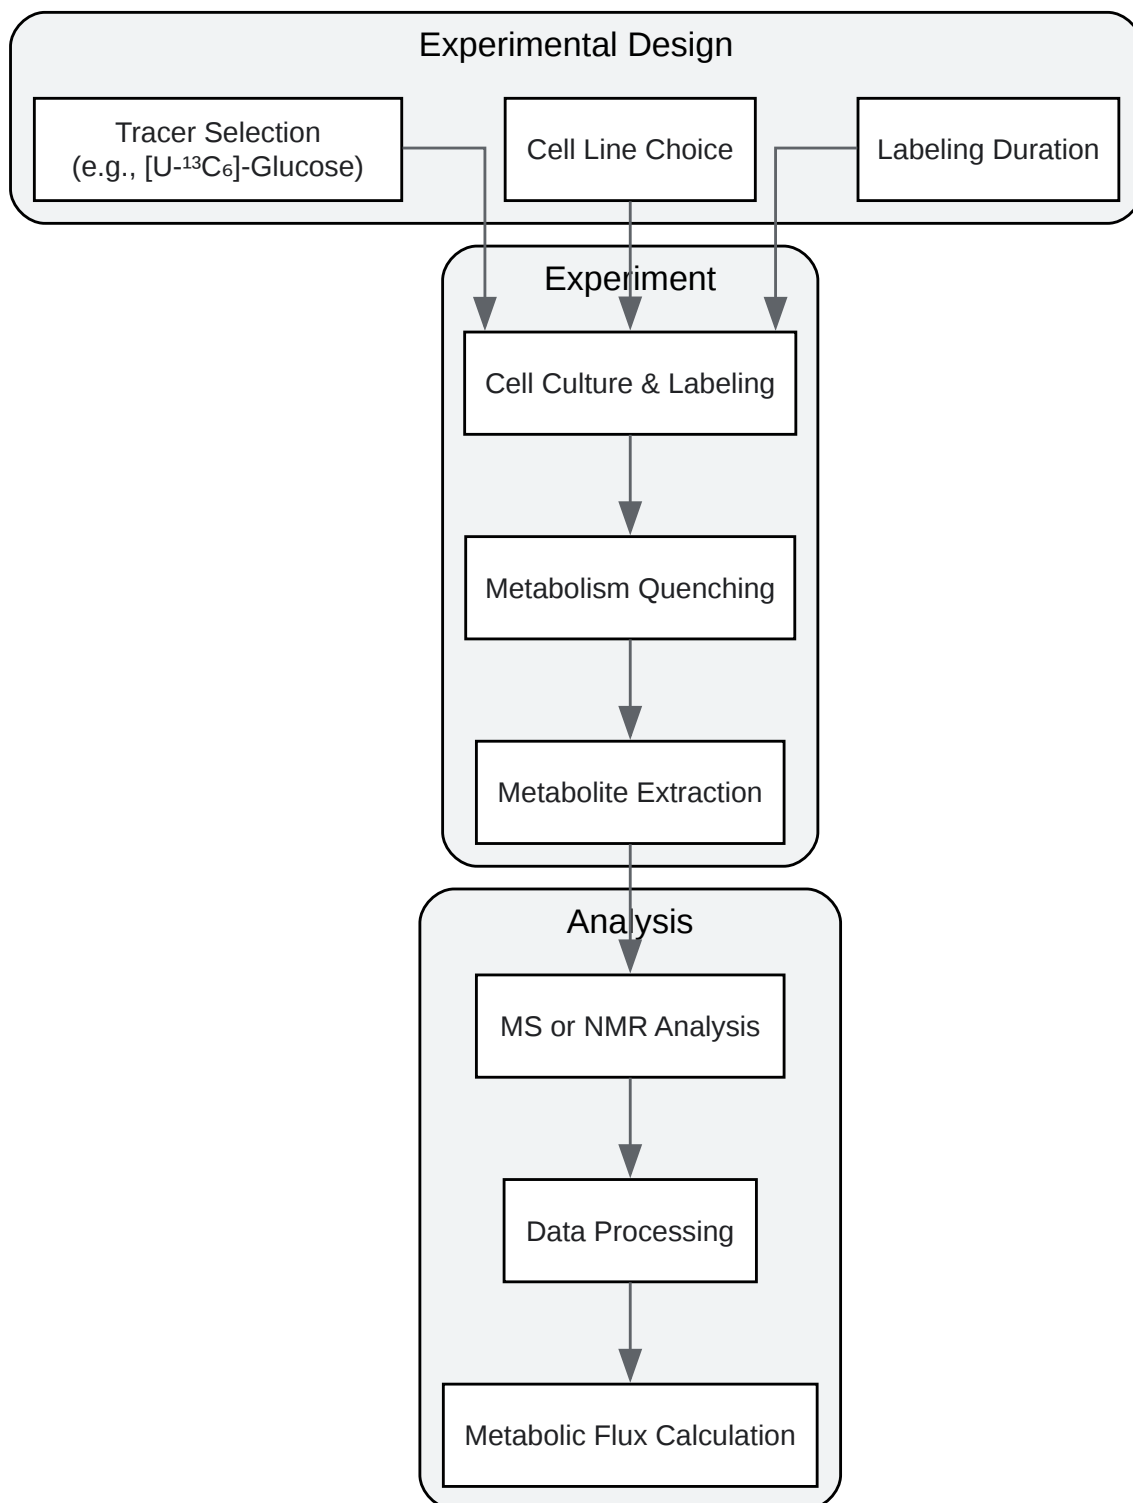 Experimental Design
Tracer Selection
(e.g., [U-¹³C₆]-Glucose)
Cell Line Choice
Labeling Duration
Experiment
Cell Culture & Labeling
Metabolism Quenching
Metabolite Extraction
Analysis
MS or NMR Analysis
Data Processing
Metabolic Flux Calculation